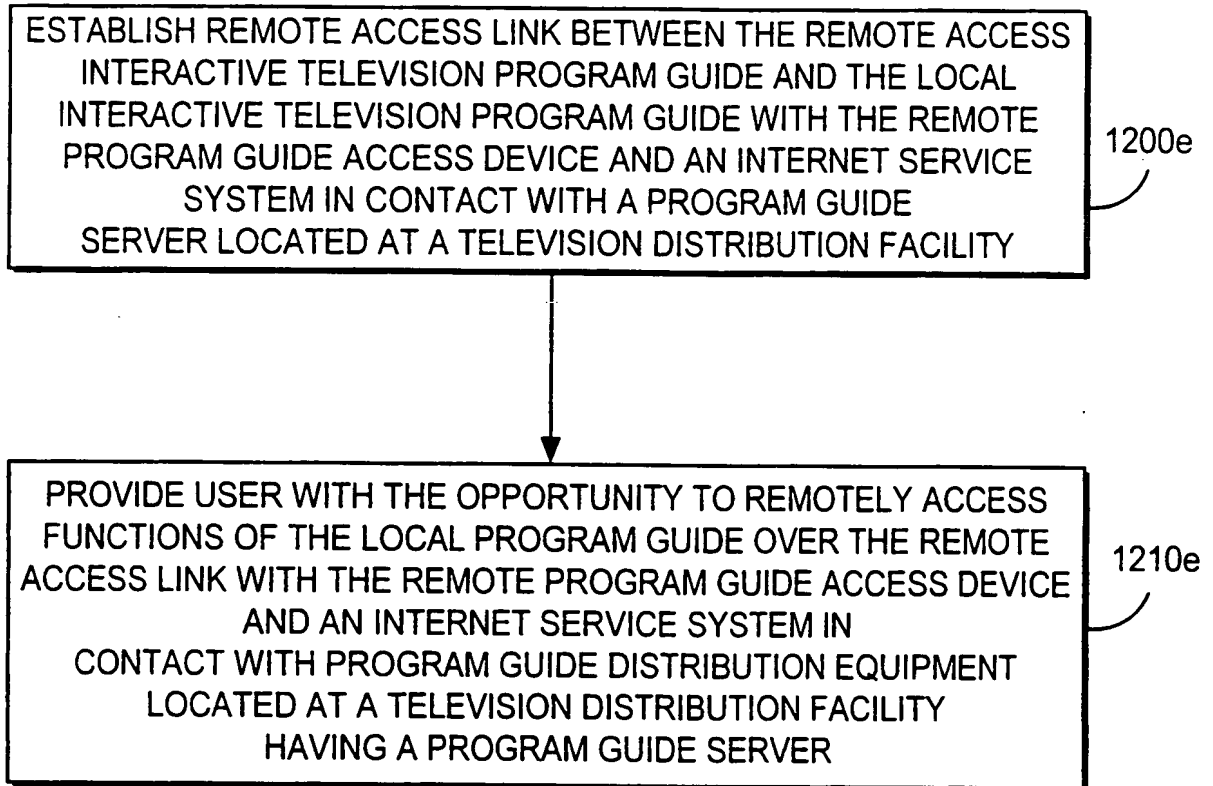 ESTABLISH REMOTE ACCESS LINK BETWEEN THE REMOTE ACCESS
INTERACTIVE TELEVISION PROGRAM GUIDE AND THE LOCAL
INTERACTIVE TELEVISION PROGRAM GUIDE WITH THE REMOTE
PROGRAM GUIDE ACCESS DEVICE AND AN INTERNET SERVICE
SYSTEM IN CONTACT WITH A PROGRAM GUIDE
SERVER LOCATED AT A TELEVISION DISTRIBUTION FACILITY
1200e
PROVIDE USER WITH THE OPPORTUNITY TO REMOTELY ACCESS
FUNCTIONS OF THE LOCAL PROGRAM GUIDE OVER THE REMOTE
ACCESS LINK WITH THE REMOTE PROGRAM GUIDE ACCESS DEVICE
AND AN INTERNET SERVICE SYSTEM IN
CONTACT WITH PROGRAM GUIDE DISTRIBUTION EQUIPMENT
LOCATED AT A TELEVISION DISTRIBUTION FACILITY
HAVING A PROGRAM GUIDE SERVER
1210e